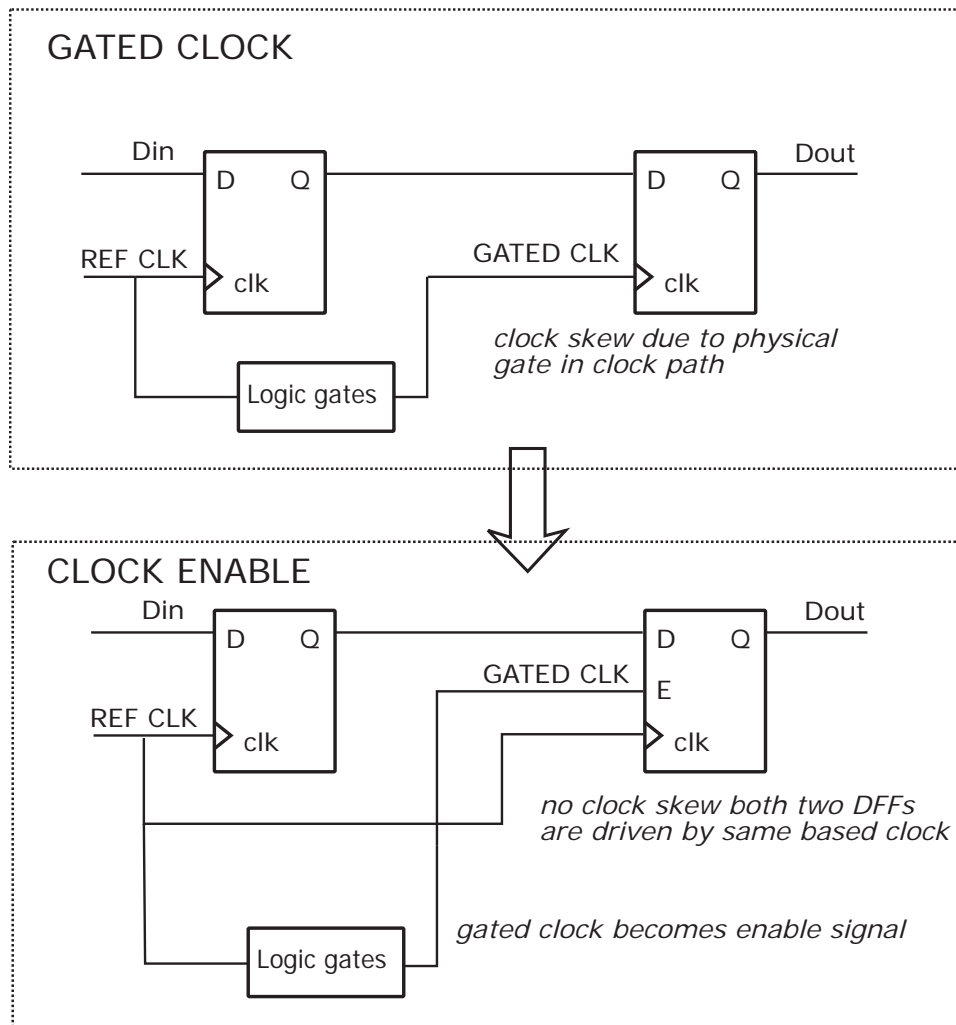 GATED CLOCK
Din
D Q
D Q
Dout
REF CLK
clk
GATED CLK
clk
clock skew due to physical
gate in clock path
Logic gates
CLOCK ENABLE
Din
D Q
D Q
Dout
GATED CLK
E
REF CLK
clk
clk
no clock skew both two DFFs
are driven by same based clock
gated clock becomes enable signal
Logic gates